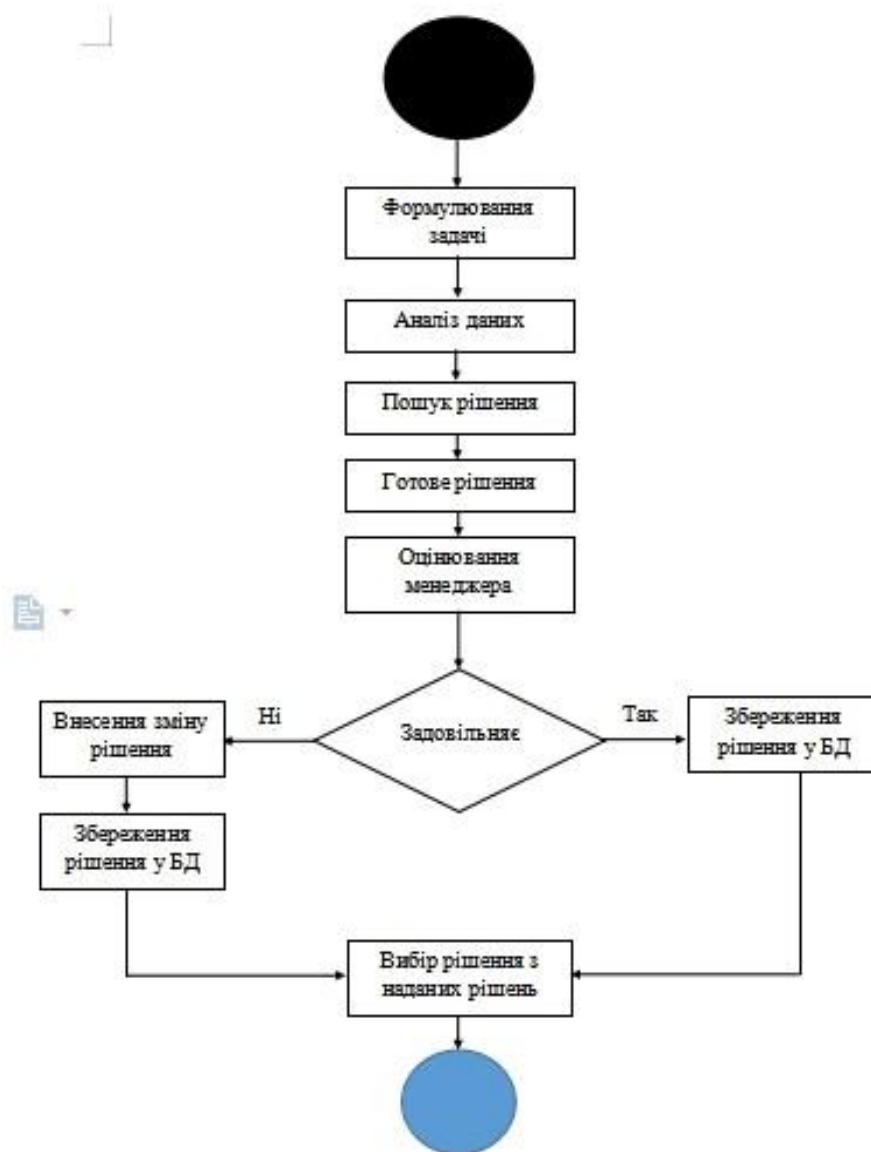 Формулювання
задачі
Аналіз даних
Пошук рішення
Готове рішення
Оцінювання
менеджера
Задовільняє
Ні
Так
Внесення зміну
рішення
Збереження
рішення у БД
Збереження
рішення у БД
Вибір рішення з
наданих рішень